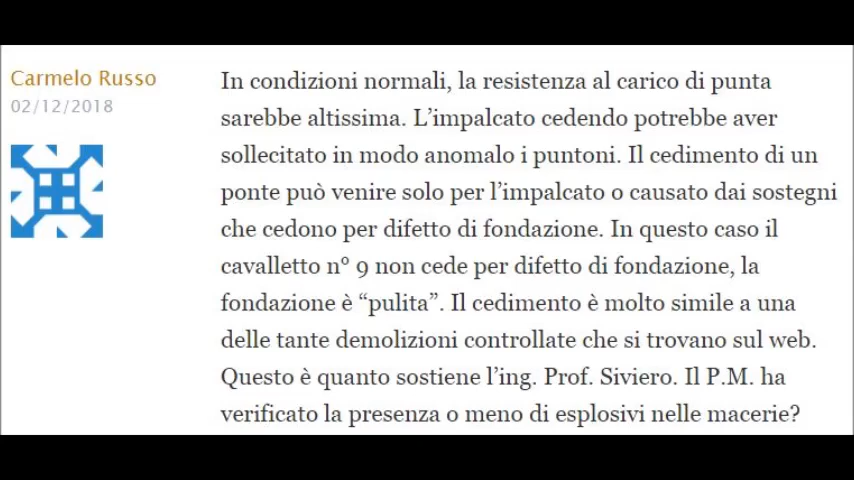 Carmelo Russo
02/12/2018
In condizioni normali, la resistenza al carico di punta
sarebbe altissima. L’impalcato cedendo potrebbe aver
sollecitato in modo anomalo i puntoni. Il cedimento di un
ponte può venire solo per l’impalcato o causato dai sostegni
che cedono per difetto di fondazione. In questo caso il
cavalletto n° 9 non cede per difetto di fondazione, la
fondazione è “pulita”. Il cedimento è molto simile a una
delle tante demolizioni controllate che si trovano sul web.
Questo è quanto sostiene l’ing. Prof. Siviero. Il P.M. ha
verificato la presenza o meno di esplosivi nelle macerie?